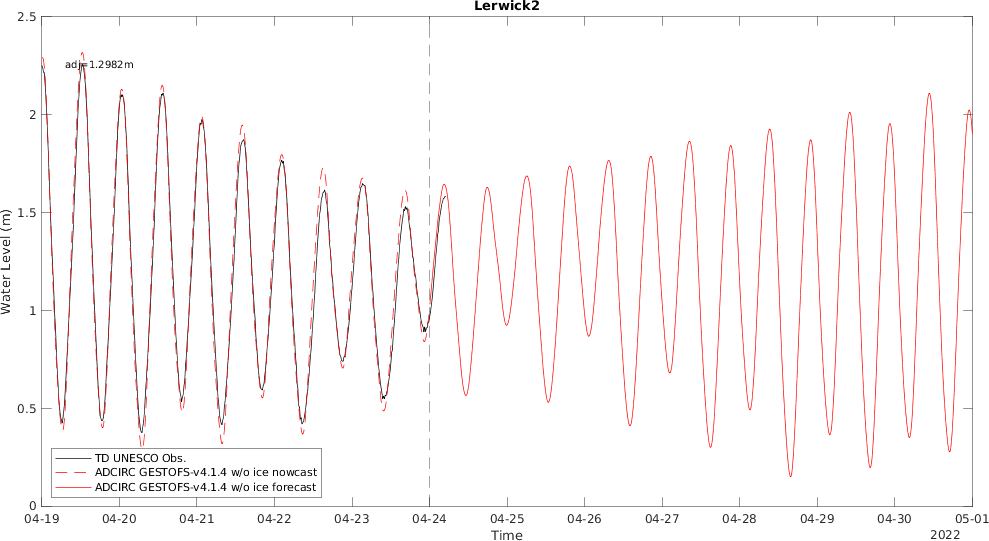 Lerwick2
2.5
2
1.5
1
0.5
0
Water Level (m)
adj=1.2982m
TD UNESCO Obs.
ADCIRC GESTOFS-v4.1.4 w/o ice nowcast
ADCIRC GESTOFS-v4.1.4 w/o ice forecast
04-19 04-20 04-21 04-22 04-23 04-24 04-25 04-26 04-27 04-28 04-29 04-30 05-01
Time
2022